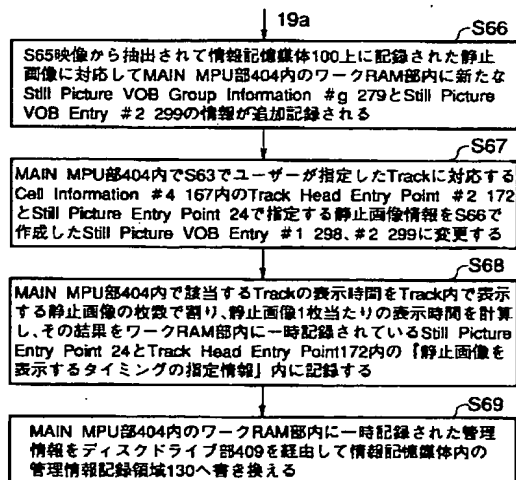 19a
S66
S65映像から抽出されて情報記憶媒体100上に記録された静止
画像に対応してMAIN MPU部404内のワークRAM部内に新たな
Still Picture VOB Group Information #g 279とStill Picture
VOB Entry #2 299の情報が追加記録される
S67
MAIN MPU部404内でS63でユーザーが指定したTrackに対応する
Cell Information #4 167内のTrack Head Entry Point #2 172
とStill Picture Entry Point 24で指定する静止画像情報をS66で
作成したStill Picture VOB Entry #1 298、#2 299に変更する
S68
MAIN MPU部404内で該当するTrackの表示時間をTrack内で表示
する静止画像の枚数で割り、静止画像1枚当たりの表示時間を計算
し、その結果をワークRAM部内に一時記録されているStill Picture
Entry Point 24とTrack Head Entry Point172内の『静止画像を
表示するタイミングの指定情報』内に記録する
S69
MAIN MPU部404内のワークRAM部内に一時記録された管理
情報をディスクドライブ部409を経由して情報記憶媒体内の
管理情報記録領域130へ書き換える